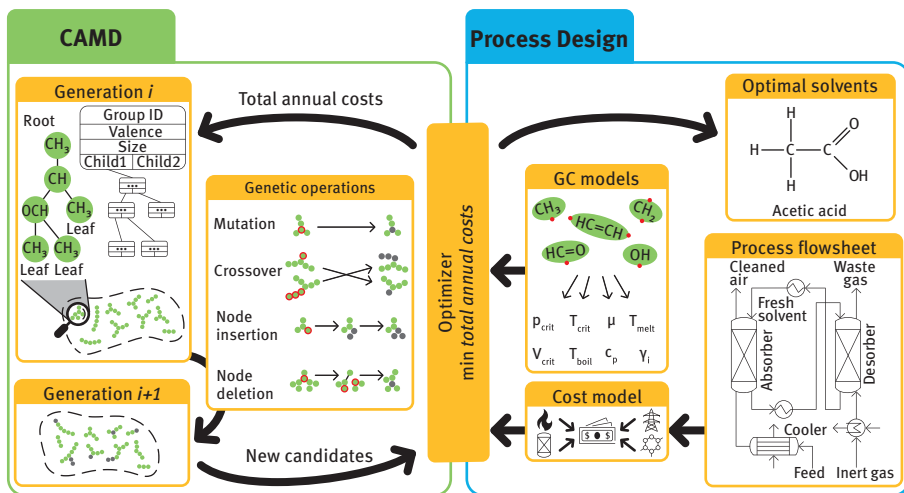 CAMD
Generation i
Root
CH3
CH
OCH
CH3
Leaf
CH3
CH3
Leaf Leaf
Group ID
Valence
Size
Child1 Child2
Total annual costs
Genetic operations
Mutation
Crossover
Node
insertion
Node
deletion
Generation i+1
New candidates
Optimizer
min total annual costs
Process Design
Optimal solvents
H
H C C O
OH
H
Acetic acid
GC models
CH3
CH2
HC=CH
HC=O
OH
pcrit Tcrit μ Tmelt
Vcrit Tboil cp γi
Cost model
$
Process flowsheet
Cleaned
air
Waste
gas
Fresh
solvent
Absorber
Desorber
Cooler
Feed
Inert gas